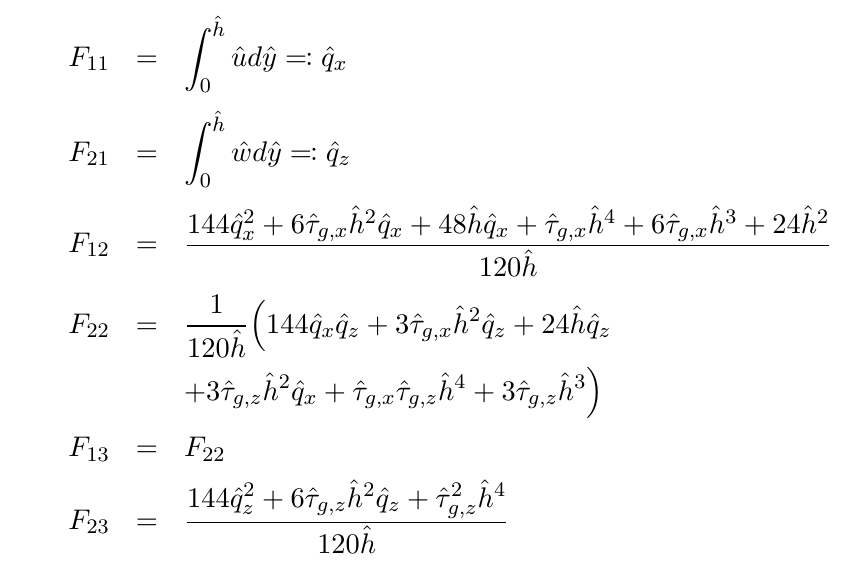 F_{11} = \int_0^{\hat{h}} \hat{u} d\hat{y} =: \hat{q}_x
F_{21} = \int_0^{\hat{h}} \hat{w} d\hat{y} =: \hat{q}_z
F_{12} = \frac{144\hat{q}_x^2 + 6\hat{\tau}_{g,x}\hat{h}^2\hat{q}_x + 48\hat{h}\hat{q}_x + \hat{\tau}_{g,x}\hat{h}^4 + 6\hat{\tau}_{g,x}\hat{h}^3 + 24\hat{h}^2}{120\hat{h}}
F_{22} = \frac{1}{120\hat{h}} \Big( 144\hat{q}_x\hat{q}_z + 3\hat{\tau}_{g,x}\hat{h}^2\hat{q}_z + 24\hat{h}\hat{q}_z
+3\hat{\tau}_{g,z}\hat{h}^2\hat{q}_x + \hat{\tau}_{g,x}\hat{\tau}_{g,z}\hat{h}^4 + 3\hat{\tau}_{g,z}\hat{h}^3 \Big)
F_{13} = F_{22}
F_{23} = \frac{144\hat{q}_z^2 + 6\hat{\tau}_{g,z}\hat{h}^2\hat{q}_z + \hat{\tau}_{g,z}^2\hat{h}^4}{120\hat{h}}